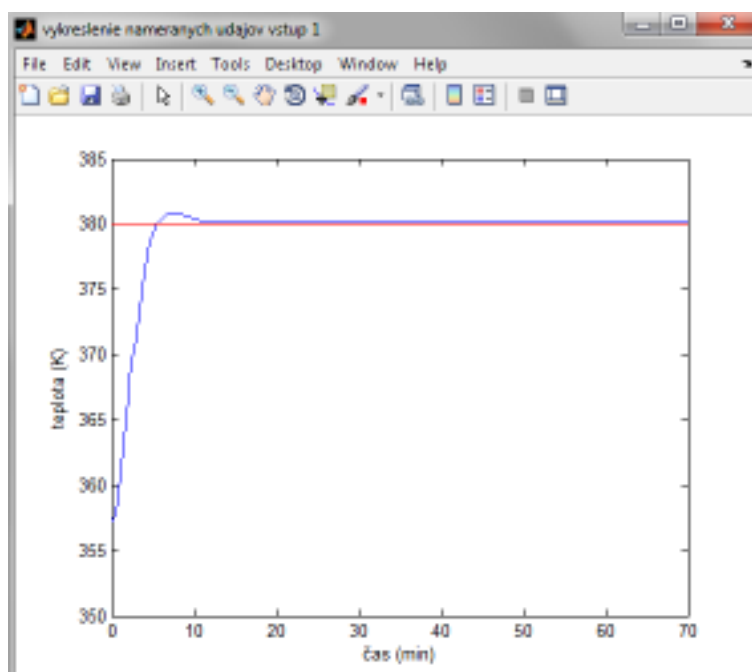 vykreslenie nameranych udajov vstup 1
File Edit View Insert Tools Desktop Window Help
385
380
375
370
365
360
355
350
teplota (K)
0 10 20 30 40 50 60 70
čas (min)